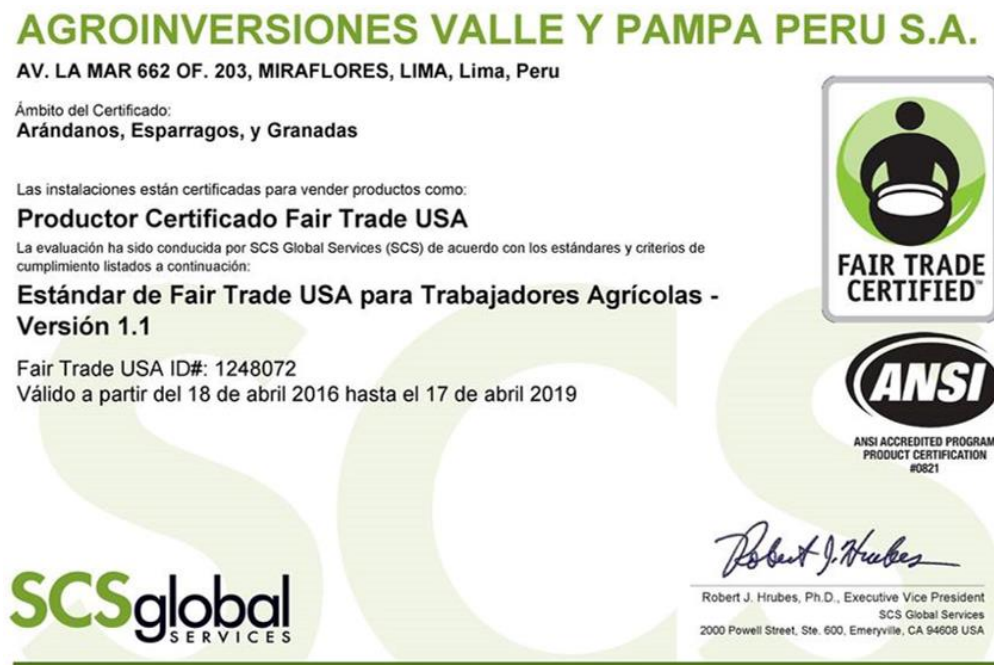 AGROINVERSIONES VALLE Y PAMPA PERU S.A.
AV. LA MAR 662 OF. 203, MIRAFLORES, LIMA, Lima, Peru
Ámbito del Certificado:
Arándanos, Esparragos, y Granadas
Las instalaciones están certificadas para vender productos como:
Productor Certificado Fair Trade USA
La evaluación ha sido conducida por SCS Global Services (SCS) de acuerdo con los estándares y criterios de
cumplimiento listados a continuación:
Estándar de Fair Trade USA para Trabajadores Agrícolas -
Versión 1.1
Fair Trade USA ID#: 1248072
Válido a partir del 18 de abril 2016 hasta el 17 de abril 2019
FAIR TRADE
CERTIFIED™
ANSI
ANSI ACCREDITED PROGRAM
PRODUCT CERTIFICATION
#0821
SCS
Robert J. Hrubes
Robert J. Hrubes, Ph.D., Executive Vice President
SCS Global Services
2000 Powell Street, Ste. 600, Emeryville, CA 94608 USA
SCSglobal
SERVICES